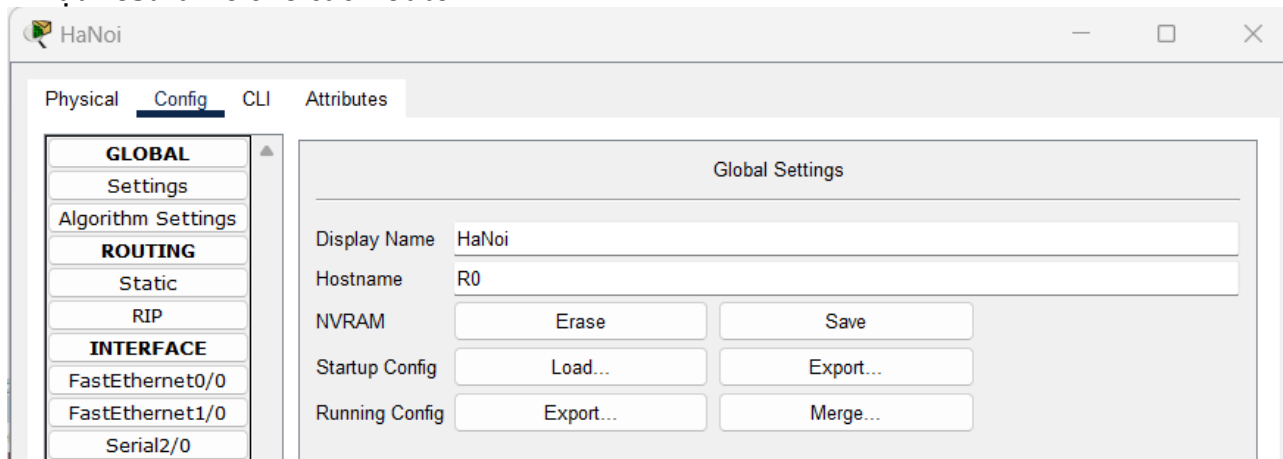 HaNoi
Physical Config CLI Attributes
GLOBAL
Settings
Algorithm Settings
ROUTING
Static
RIP
INTERFACE
FastEthernet0/0
FastEthernet1/0
Serial2/0
Global Settings
Display Name HaNoi
Hostname R0
NVRAM Erase Save
Startup Config Load... Export...
Running Config Export... Merge...